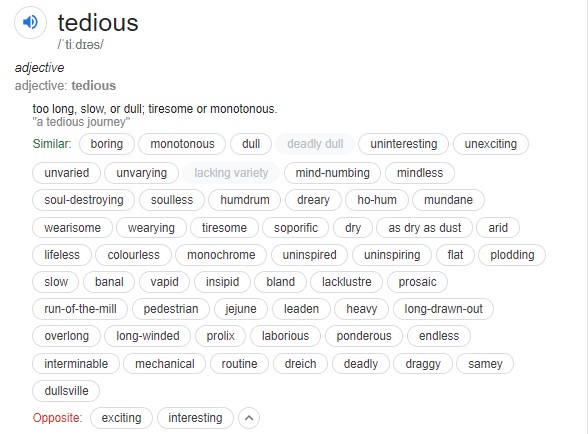 tedious
/ˈtiːdɪəs/
adjective
adjective: tedious
too long, slow, or dull; tiresome or monotonous.
"a tedious journey"
Similar: boring monotonous dull deadly dull uninteresting unexciting
unvaried unvarying lacking variety mind-numbing mindless
soul-destroying soulless humdrum dreary ho-hum mundane
wearisome wearying tiresome soporific dry as dry as dust arid
lifeless colourless monochrome uninspired uninspiring flat plodding
slow banal vapid insipid bland lacklustre prosaic
run-of-the-mill pedestrian jejune leaden heavy long-drawn-out
overlong long-winded prolix laborious ponderous endless
interminable mechanical routine dreich deadly draggy samey
dullsville
Opposite: exciting interesting